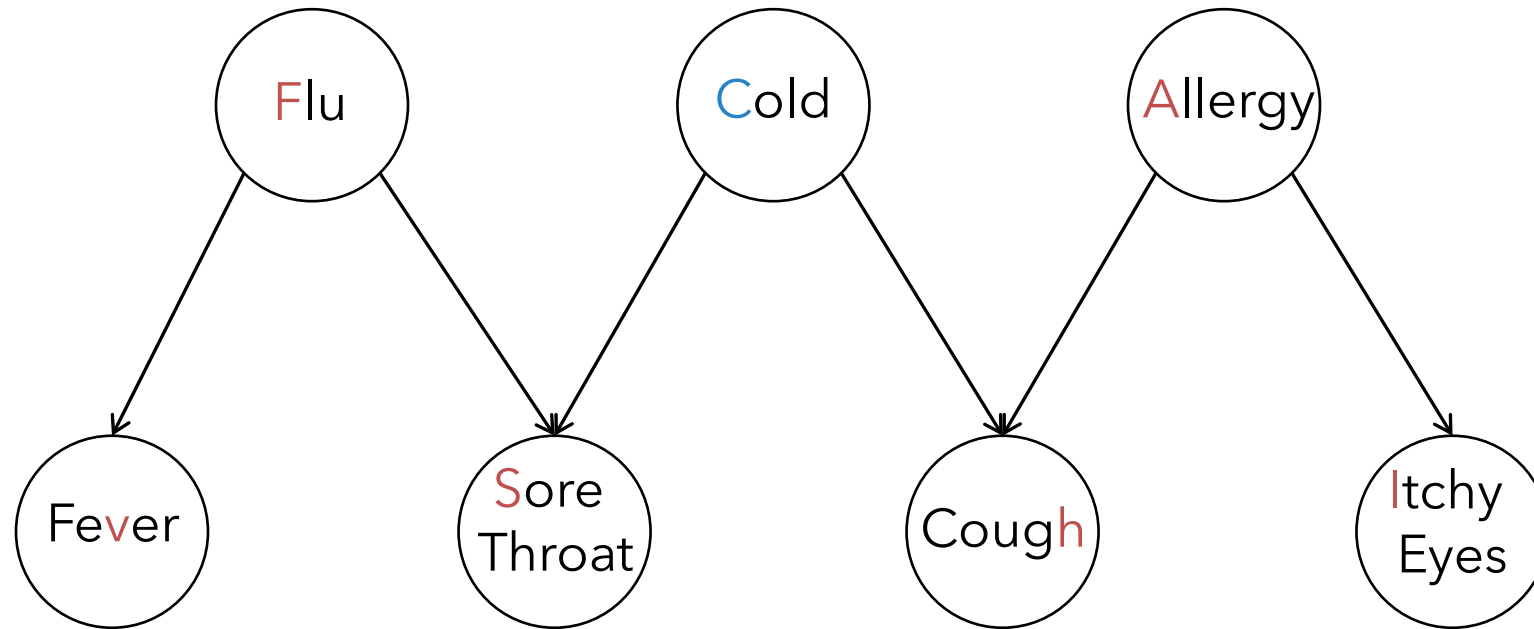 Flu
Cold
Allergy
Fever
Sore
Throat
Cough
Itchy
Eyes